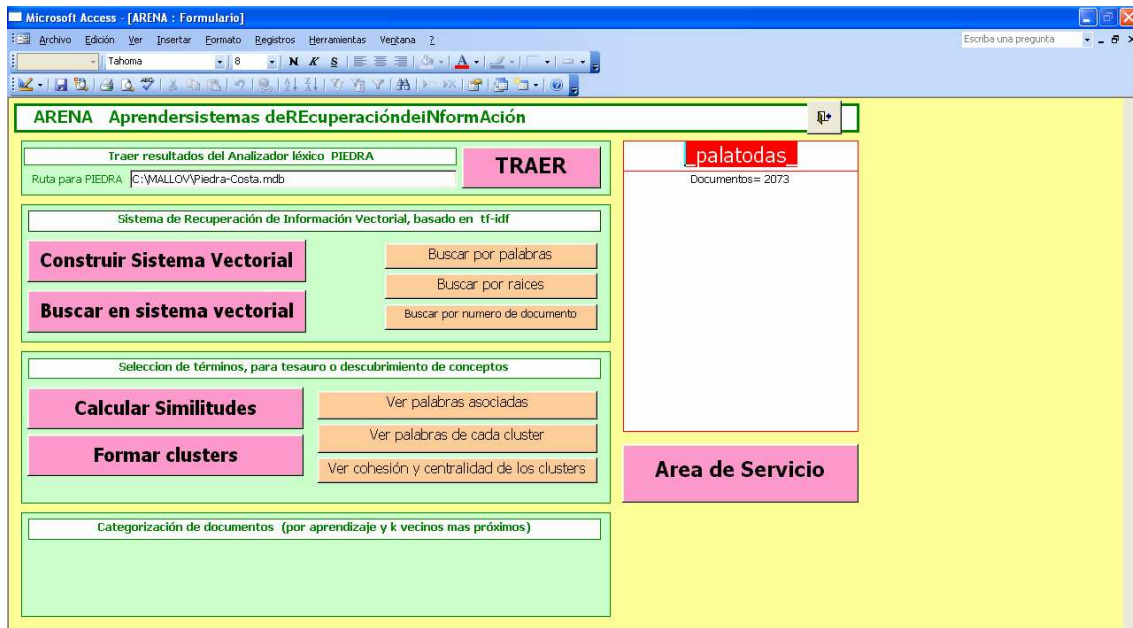 Microsoft Access - [ARENA : Formulario]
Archivo Edición Ver Insertar Formato Registros Herramientas Ventana ?
Escriba una pregunta
Tahoma 8 N K S
ARENA Aprendersistemas deREcuperacióndeiNformAción
Traer resultados del Analizador léxico PIEDRA
Ruta para PIEDRA C:\MALLOV\Piedra-Costa.mdb
TRAER
_palatodas_
Documentos= 2073
Sistema de Recuperación de Información Vectorial, basado en tf-idf
Construir Sistema Vectorial
Buscar en sistema vectorial
Buscar por palabras
Buscar por raices
Buscar por numero de documento
Seleccion de términos, para tesauro o descubrimiento de conceptos
Calcular Similitudes
Formar clusters
Ver palabras asociadas
Ver palabras de cada cluster
Ver cohesión y centralidad de los clusters
Area de Servicio
Categorización de documentos (por aprendizaje y k vecinos mas próximos)